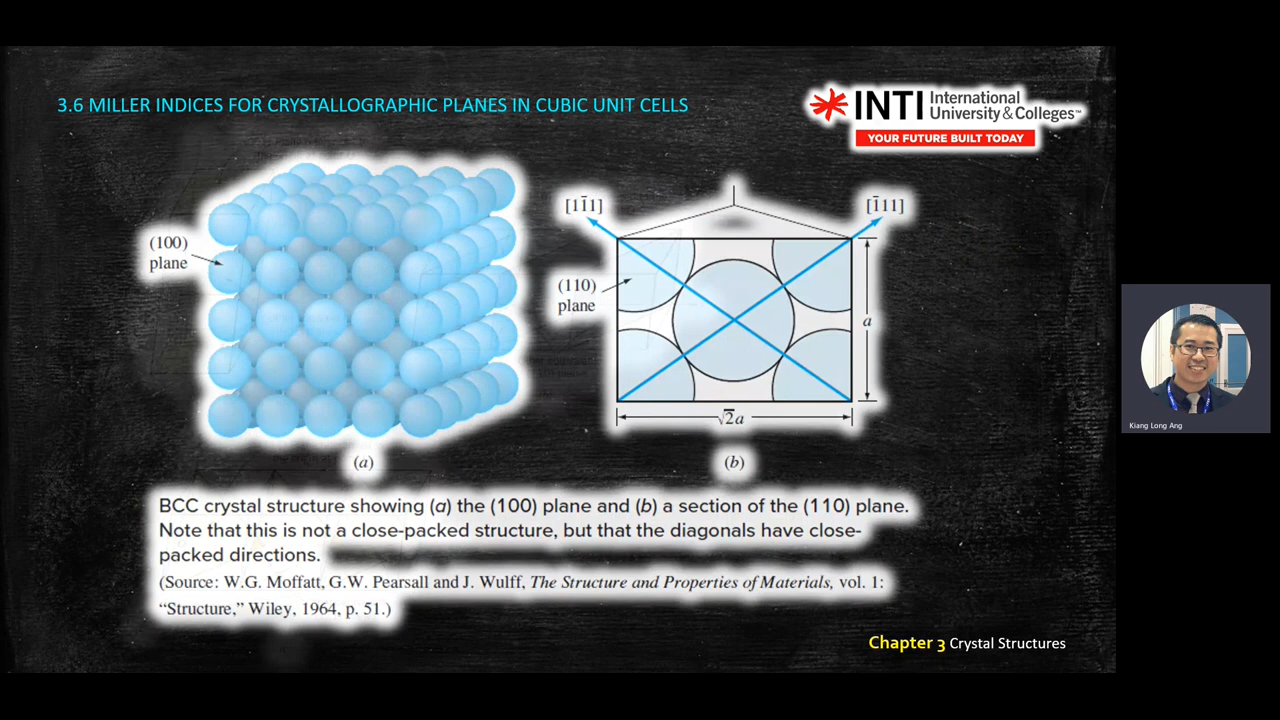 3.6 MILLER INDICES FOR CRYSTALLOGRAPHIC PLANES IN CUBIC UNIT CELLS
INTI International
University & Colleges™
YOUR FUTURE BUILT TODAY
(100)
plane
(a)
[11̄1]
[1̄11]
(110)
plane
a
√2a
(b)
BCC crystal structure showing (a) the (100) plane and (b) a section of the (110) plane.
Note that this is not a close-packed structure, but that the diagonals have close-
packed directions.
(Source: W.G. Moffatt, G.W. Pearsall and J. Wulff, The Structure and Properties of Materials, vol. 1:
“Structure,” Wiley, 1964, p. 51.)
Chapter 3 Crystal Structures
Kiang Long Ang